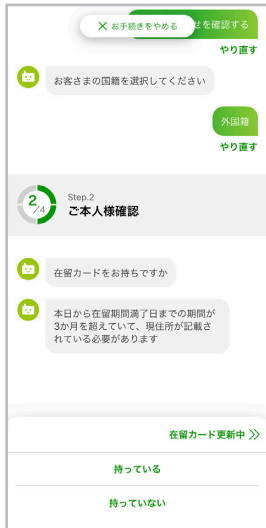 ✕ お手続きをやめる
せを確認する
やり直す
お客さまの国籍を選択してください
外国籍
やり直す
2/4
Step.2
ご本人様確認
在留カードをお持ちですか
本日から在留期間満了日までの期間が
3か月を超えていて、現住所が記載さ
れている必要があります
在留カード更新中 》
持っている
持っていない